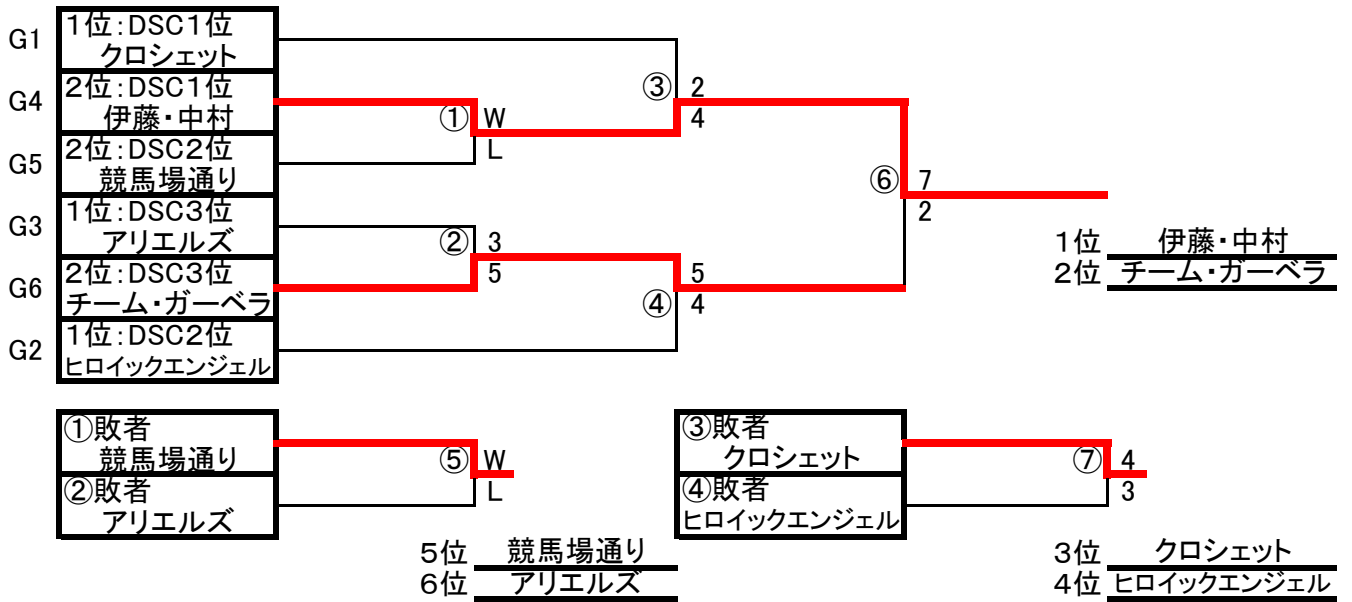 G1
1位:DSC1位
クロシェット
G4
2位:DSC1位
伊藤・中村
G5
2位:DSC2位
競馬場通り
G3
1位:DSC3位
アリエルズ
G6
2位:DSC3位
チーム・ガーベラ
G2
1位:DSC2位
ヒロイックエンジェル
① W
L
② 3
5
③ 2
4
④ 5
4
⑥ 7
2
1位 伊藤・中村
2位 チーム・ガーベラ
①敗者
競馬場通り
②敗者
アリエルズ
⑤ W
L
5位 競馬場通り
6位 アリエルズ
③敗者
クロシェット
④敗者
ヒロイックエンジェル
⑦ 4
3
3位 クロシェット
4位 ヒロイックエンジェル